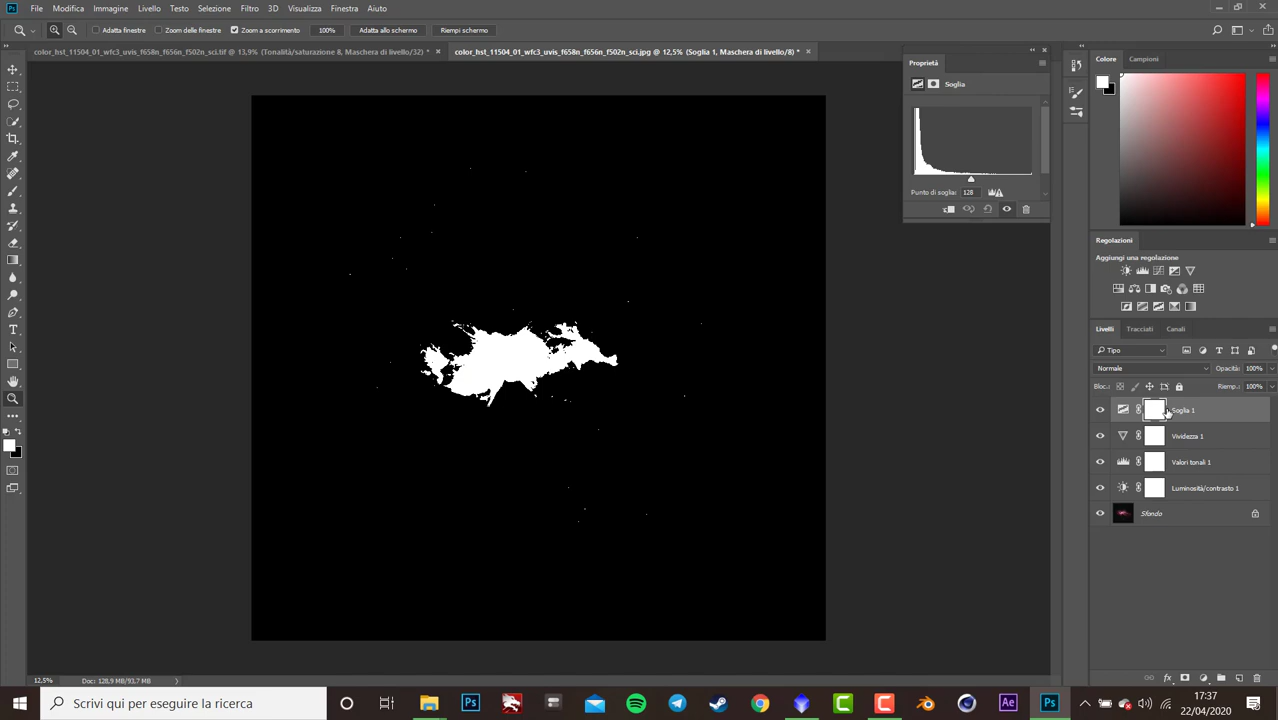 Ps File Modifica Immagine Livello Testo Selezione Filtro 3D Visualizza Finestra Aiuto
Adatta finestre Zoom delle finestre Zoom a scorrimento 100% Adatta allo schermo Riempi schermo
color_hst_11504_01_wfc3_uvis_f658n_f656n_f502n_sci.tif @ 13,9% (Tonalità/saturazione 8, Maschera di livello/32) * × color_hst_11504_01_wfc3_uvis_f658n_f656n_f502n_sci.jpg @ 12,5% (Soglia 1, Maschera di livello/8) * ×
Proprietà
Soglia
Punto di soglia: 128
Colore Campioni
Regolazioni
Aggiungi una regolazione
Livelli Tracciati Canali
Tipo
Normale Opacità: 100%
Bloc.: Riemp.: 100%
Soglia 1
Vividezza 1
Valori tonali 1
Luminosità/contrasto 1
Sfondo
12,5% Doc: 128,9 MB/93,7 MB
Scrivi qui per eseguire la ricerca
Ps
Ae
Ps
17:37
22/04/2020